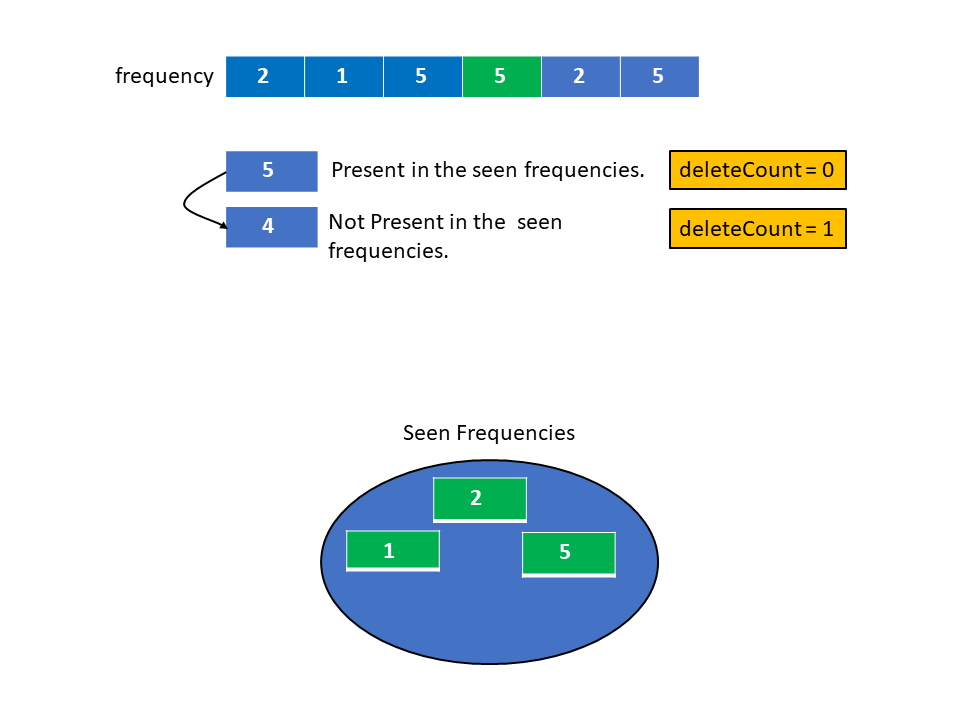 frequency 2 1 5 5 2 5
5 Present in the seen frequencies. deleteCount = 0
4 Not Present in the seen deleteCount = 1
frequencies.
Seen Frequencies
2
1 5